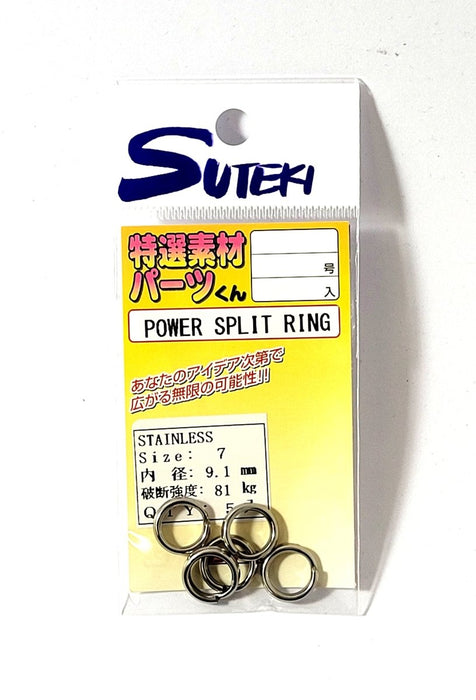 SUTEKI
特選素材
パーツくん
号
入
POWER SPLIT RING
あなたのアイデア次第で
広がる無限の可能性!!
STAINLESS
Size: 7
内 径: 9.1 mm
破断強度: 81 kg